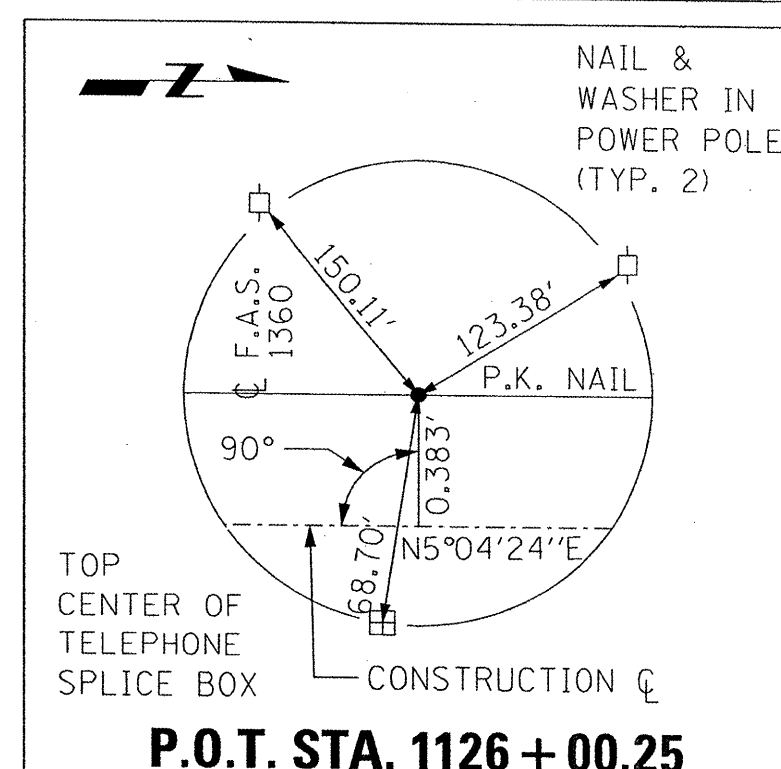 Z
NAIL &
WASHER IN
POWER POLE
(TYP. 2)
150.11'
123.38'
℄ F.A.S.
1360
P.K. NAIL
90°
0.383'
68.70'
N5°04'24''E
TOP
CENTER OF
TELEPHONE
SPLICE BOX
CONSTRUCTION ℄
P.O.T. STA. 1126 + 00.25